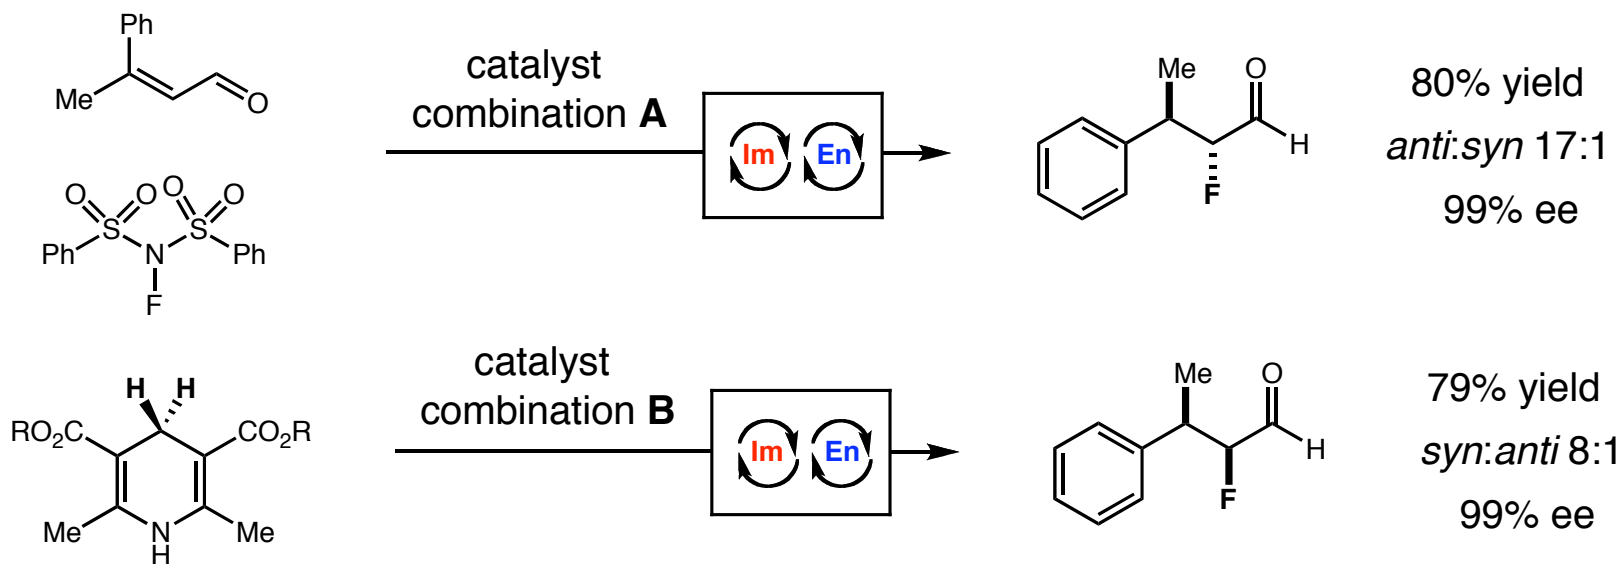 Ph
Me
O
catalyst
combination A
Im
En
Me
O
H
F
80% yield
anti:syn 17:1
99% ee
O
O
O
O
S
S
Ph
N
Ph
F
catalyst
combination B
Im
En
Me
O
H
F
79% yield
syn:anti 8:1
99% ee
H
H
RO2C
CO2R
Me
N
H
Me